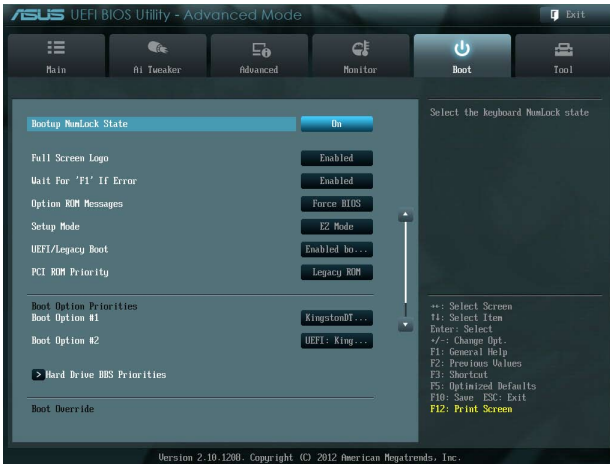 ASUS UEFI BIOS Utility - Advanced Mode
Exit
Main
Ai Tweaker
Advanced
Monitor
Boot
Tool
Bootup NumLock State
On
Full Screen Logo
Enabled
Wait For 'F1' If Error
Enabled
Option ROM Messages
Force BIOS
Setup Mode
EZ Mode
UEFI/Legacy Boot
Enabled bo...
PCI ROM Priority
Legacy ROM
Boot Option Priorities
Boot Option #1
KingstonDT...
Boot Option #2
UEFI: King...
> Hard Drive BBS Priorities
Boot Override
Select the keyboard NumLock state
→←: Select Screen
↑↓: Select Item
Enter: Select
+/-: Change Opt.
F1: General Help
F2: Previous Values
F3: Shortcut
F5: Optimized Defaults
F10: Save ESC: Exit
F12: Print Screen
Version 2.10.1208. Copyright (C) 2012 American Megatrends, Inc.